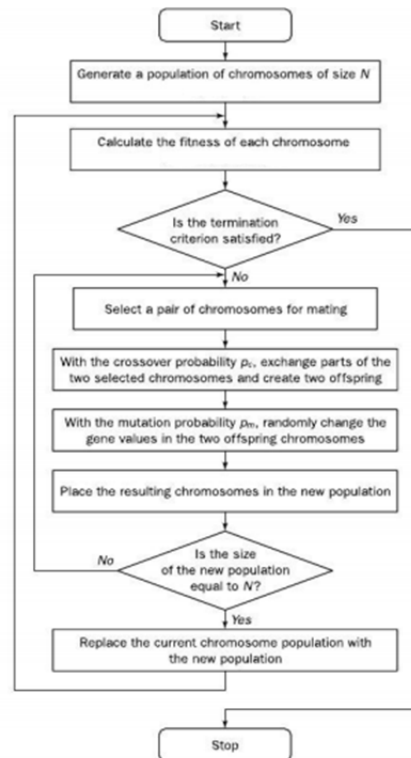 Start
Generate a population of chromosomes of size N
Calculate the fitness of each chromosome
Is the termination
criterion satisfied?
Yes
No
Select a pair of chromosomes for mating
With the crossover probability pc, exchange parts of the
two selected chromosomes and create two offspring
With the mutation probability pm, randomly change the
gene values in the two offspring chromosomes
Place the resulting chromosomes in the new population
No
Is the size
of the new population
equal to N?
Yes
Replace the current chromosome population with
the new population
Stop